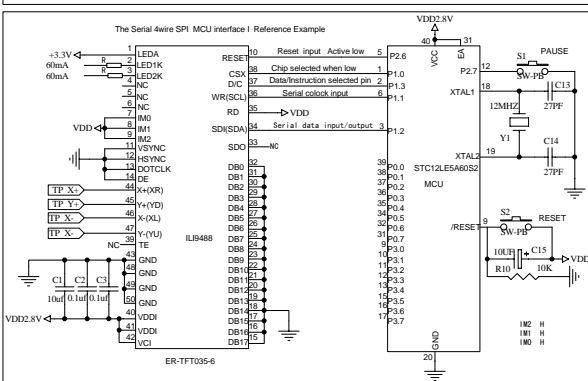 The Serial 4wire SPI MCU interface I Reference Example
VDD2.8V
+3.3V
60mA
60mA
R
R
1 LEDA
2 LED1K
3 LED2K
4 NC
5 NC
6 NC
7 IM0
8 IM1
9 IM2
VDD
11 VSYNC
12 HSYNC
13 DOTCLK
14 DE
TP X+ 44 X+(XR)
TP Y+ 45 Y+(YD)
TP X- 46 X-(XL)
TP X- 47 Y-(YU)
NC 39 TE
43 GND
48 GND
49 GND
50 GND
40 VDDI
41 VDDI
42 VCI
C1 C2 C3
10uf 0.1uf 0.1uf
VDD2.8V
ILI9488
ER-TFT035-6
RESET 10 Reset input Active low 5 P2.6
CSX 38 Chip selected when low 1 P1.0
D/C 37 Data/Instruction selected pin 2 P1.3
WR(SCL) 36 Serial colock input 6 P1.1
RD 35 VDD
SDI(SDA) 34 Serial data input/output 3 P1.2
SDO 33 NC
DB0 32
DB1 31
DB2 30
DB3 29
DB4 28
DB5 27
DB6 26
DB7 25
DB8 24
DB9 23
DB10 22
DB11 21
DB12 20
DB13 19
DB14 18
DB15 17
DB16 16
DB17 15
39 P0.0
38 P0.1
37 P0.2
36 P0.3
35 P0.4
34 P0.5
32 P0.6
31 P0.7
9 P3.0
10 P3.1
11 P3.2
12 P3.3
13 P3.4
14 P3.5
16 P3.6
17 P3.7
40 VCC
31 EA
STC12LE5A60S2
MCU
GND
20
P2.7 12
S1 PAUSE
SW-PB
XTAL1 18
C13
27PF
12MHZ
Y1
XTAL2 19
C14
27PF
/RESET 9
S2 RESET
SW-PB
10UF C15
VDD
R10 10K
IM2 H
IM1 H
IM0 H